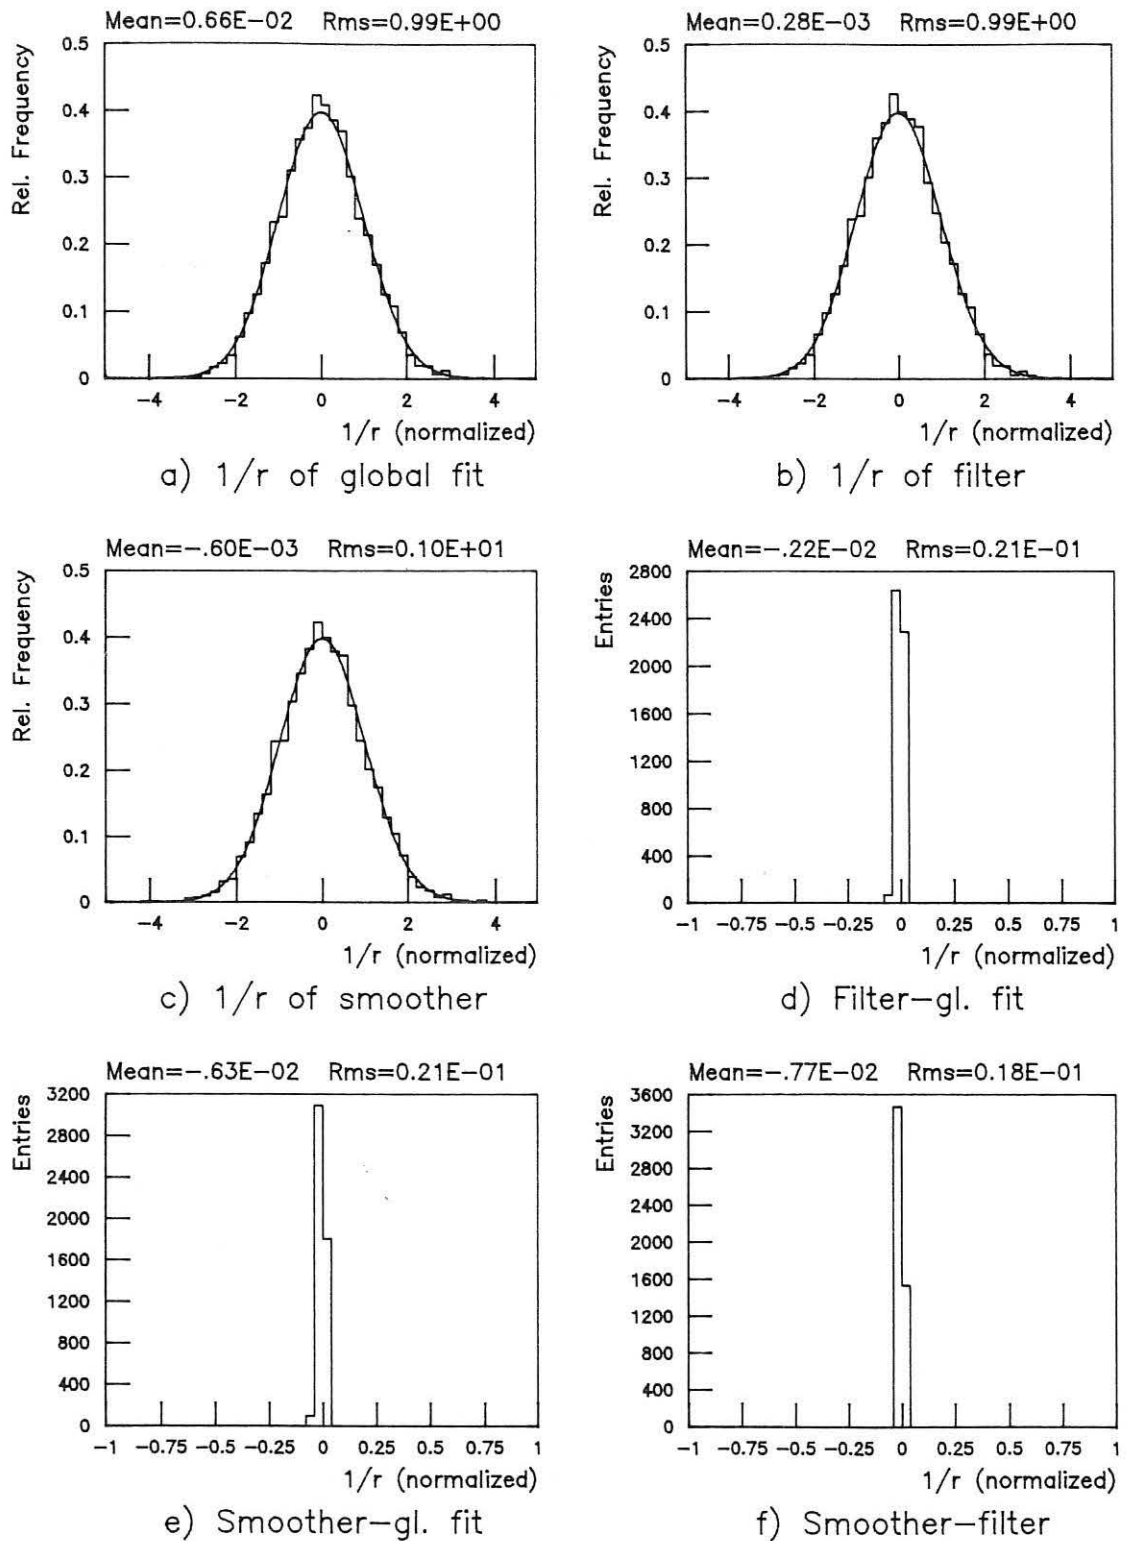 Mean=0.66E-02 Rms=0.99E+00
Rel. Frequency
0.5
0.4
0.3
0.2
0.1
0
-4 -2 0 2 4
1/r (normalized)
a) 1/r of global fit
Mean=0.28E-03 Rms=0.99E+00
Rel. Frequency
0.5
0.4
0.3
0.2
0.1
0
-4 -2 0 2 4
1/r (normalized)
b) 1/r of filter
Mean=-.60E-03 Rms=0.10E+01
Rel. Frequency
0.5
0.4
0.3
0.2
0.1
0
-4 -2 0 2 4
1/r (normalized)
c) 1/r of smoother
Mean=-.22E-02 Rms=0.21E-01
Entries
2800
2400
2000
1600
1200
800
400
0
-1 -0.75 -0.5 -0.25 0 0.25 0.5 0.75 1
1/r (normalized)
d) Filter-gl. fit
Mean=-.63E-02 Rms=0.21E-01
Entries
3200
2800
2400
2000
1600
1200
800
400
0
-1 -0.75 -0.5 -0.25 0 0.25 0.5 0.75 1
1/r (normalized)
e) Smoother-gl. fit
Mean=-.77E-02 Rms=0.18E-01
Entries
3600
3200
2800
2400
2000
1600
1200
800
400
0
-1 -0.75 -0.5 -0.25 0 0.25 0.5 0.75 1
1/r (normalized)
f) Smoother-filter